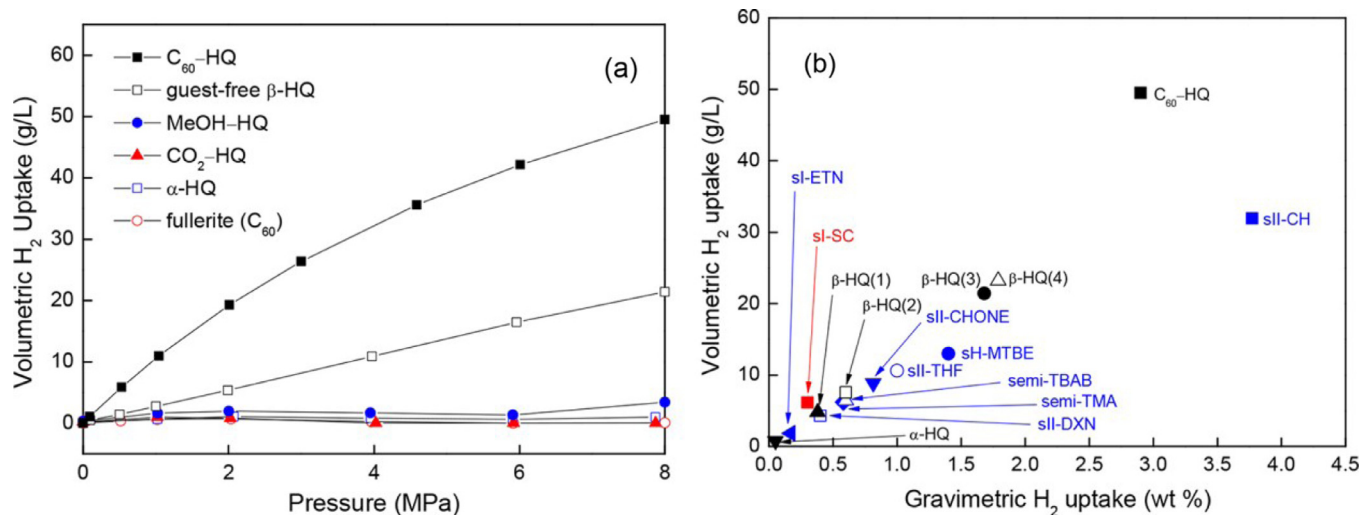 (a)
Volumetric H₂ Uptake (g/L)
60
50
40
30
20
10
0
C₆₀–HQ
guest-free β-HQ
MeOH–HQ
CO₂–HQ
α-HQ
fullerite (C₆₀)
0 2 4 6 8
Pressure (MPa)
(b)
Volumetric H₂ uptake (g/L)
60
50
40
30
20
10
0
C₆₀–HQ
sI-ETN
sII-CH
sI-SC
β-HQ(1)
β-HQ(3)
β-HQ(4)
β-HQ(2)
sII-CHONE
sH-MTBE
sII-THF
semi-TBAB
semi-TMA
sII-DXN
α-HQ
0.0 0.5 1.0 1.5 2.0 2.5 3.0 3.5 4.0 4.5
Gravimetric H₂ uptake (wt %)